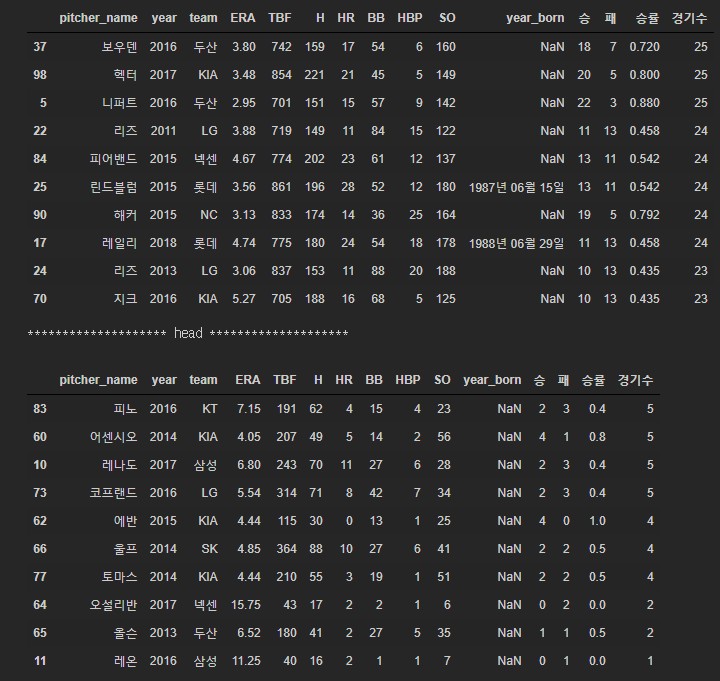 pitcher_name year team ERA TBF H HR BB HBP SO year_born 승 패 승률 경기수
37 보우덴 2016 두산 3.80 742 159 17 54 6 160 NaN 18 7 0.720 25
98 헥터 2017 KIA 3.48 854 221 21 45 5 149 NaN 20 5 0.800 25
5 니퍼트 2016 두산 2.95 701 151 15 57 9 142 NaN 22 3 0.880 25
22 리즈 2011 LG 3.88 719 149 11 84 15 122 NaN 11 13 0.458 24
84 피어밴드 2015 넥센 4.67 774 202 23 61 12 137 NaN 13 11 0.542 24
25 린드블럼 2015 롯데 3.56 861 196 28 52 12 180 1987년 06월 15일 13 11 0.542 24
90 해커 2015 NC 3.13 833 174 14 36 25 164 NaN 19 5 0.792 24
17 레일리 2018 롯데 4.74 775 180 24 54 18 178 1988년 06월 29일 11 13 0.458 24
24 리즈 2013 LG 3.06 837 153 11 88 20 188 NaN 10 13 0.435 23
70 지크 2016 KIA 5.27 705 188 16 68 5 125 NaN 10 13 0.435 23
******************** head ********************
pitcher_name year team ERA TBF H HR BB HBP SO year_born 승 패 승률 경기수
83 피노 2016 KT 7.15 191 62 4 15 4 23 NaN 2 3 0.4 5
60 어센시오 2014 KIA 4.05 207 49 5 14 2 56 NaN 4 1 0.8 5
10 레나도 2017 삼성 6.80 243 70 11 27 6 28 NaN 2 3 0.4 5
73 코프랜드 2016 LG 5.54 314 71 8 42 7 34 NaN 2 3 0.4 5
62 에반 2015 KIA 4.44 115 30 0 13 1 25 NaN 4 0 1.0 4
66 울프 2014 SK 4.85 364 88 10 27 6 41 NaN 2 2 0.5 4
77 토마스 2014 KIA 4.44 210 55 3 19 1 51 NaN 2 2 0.5 4
64 오설리반 2017 넥센 15.75 43 17 2 2 1 6 NaN 0 2 0.0 2
65 올슨 2013 두산 6.52 180 41 2 27 5 35 NaN 1 1 0.5 2
11 레온 2016 삼성 11.25 40 16 2 1 1 7 NaN 0 1 0.0 1